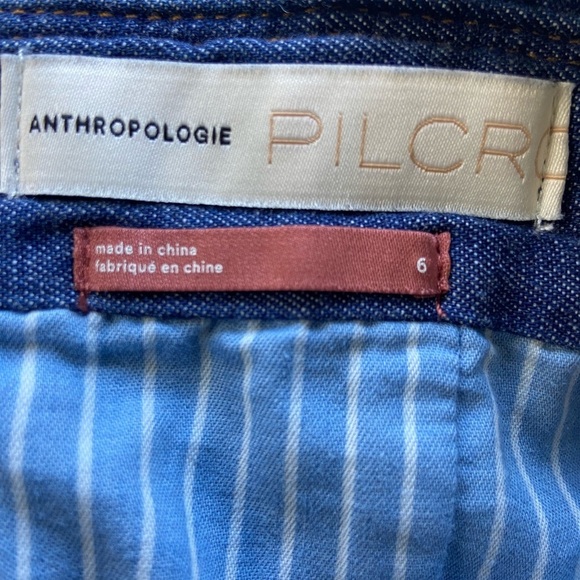 ANTHROPOLOGIE PILCRO
made in china
fabriqué en chine 6